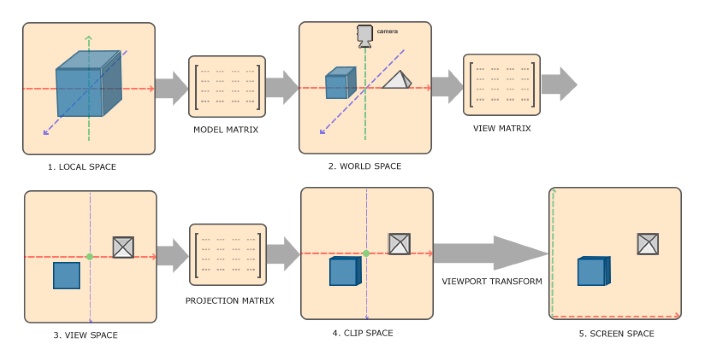 camera
MODEL MATRIX
VIEW MATRIX
1. LOCAL SPACE
2. WORLD SPACE
PROJECTION MATRIX
VIEWPORT TRANSFORM
3. VIEW SPACE
4. CLIP SPACE
5. SCREEN SPACE